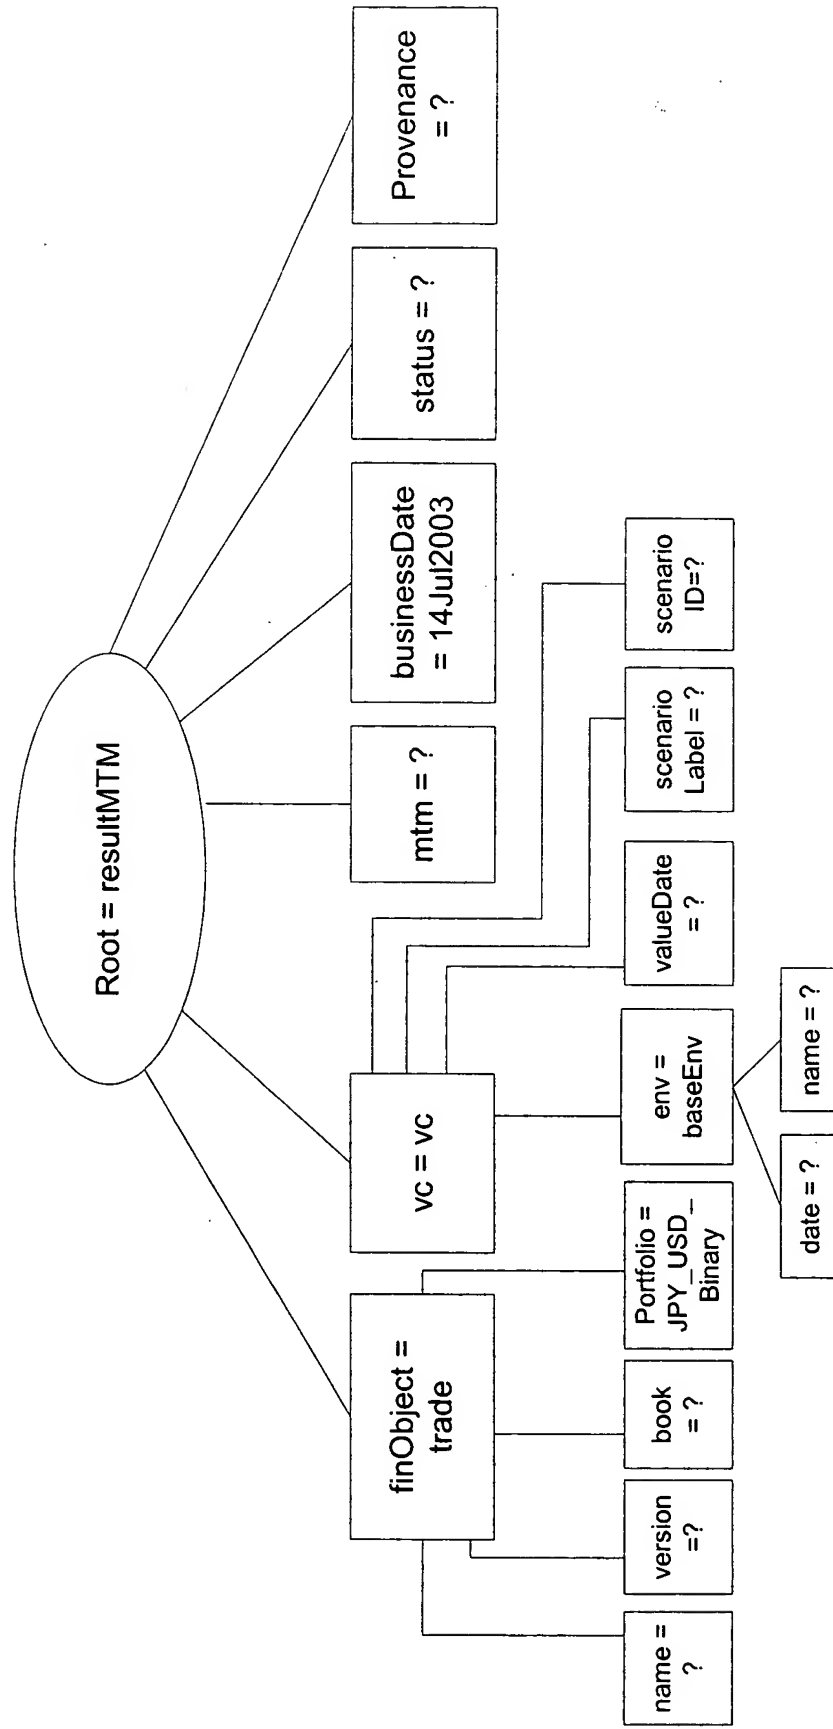 Root = resultMTM
finObject =
trade
vc = vc
mtm = ?
businessDate
= 14Jul2003
status = ?
Provenance
= ?
name =
?
version
=?
book
= ?
Portfolio =
JPY_USD_
Binary
env =
baseEnv
valueDate
= ?
scenario
Label = ?
scenario
ID=?
date = ?
name = ?